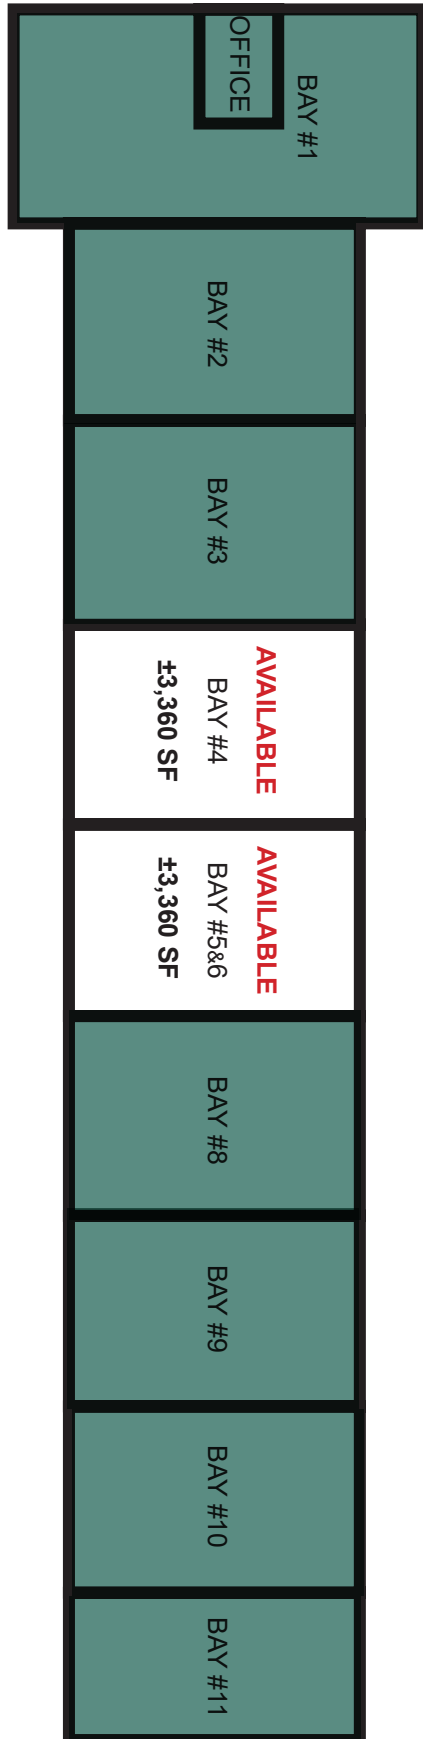 OFFICE
BAY #1
BAY #2
BAY #3
AVAILABLE
BAY #4
±3,360 SF
AVAILABLE
BAY #5&6
±3,360 SF
BAY #8
BAY #9
BAY #10
BAY #11